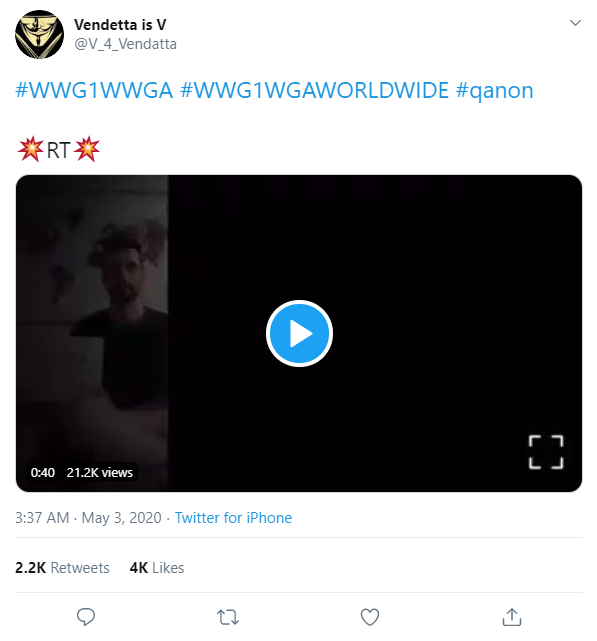 Vendetta is V
@V_4_Vendatta
#WWG1WWGA #WWG1WGAWORLDWIDE #qanon
💥RT💥
0:40 21.2K views
3:37 AM · May 3, 2020 · Twitter for iPhone
2.2K Retweets 4K Likes